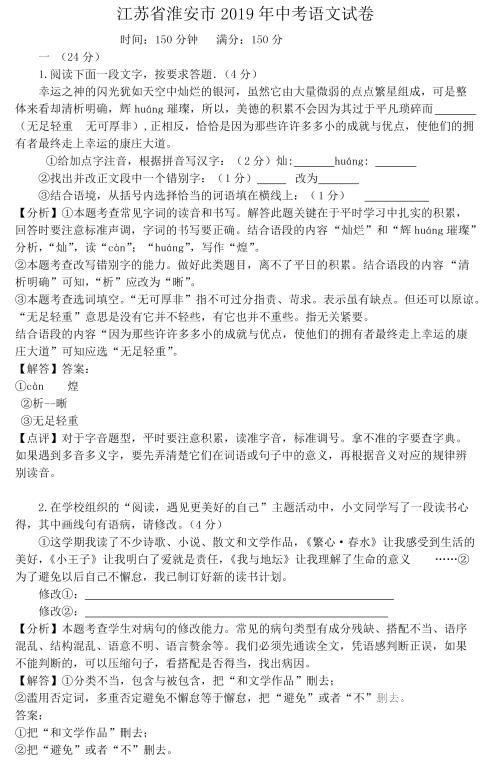 江苏省淮安市 2019 年中考语文试卷
时间：150 分钟　满分：150 分
一 （24 分）
1.阅读下面一段文字，按要求答题.（4 分）
幸运之神的闪光犹如天空中灿烂的银河，虽然它由大量微弱的点点繁星组成，可是整
体来看却清析明确，辉 huáng 璀璨，所以，美德的积累不会因为其过于平凡琐碎而______
（无足轻重　无可厚非），正相反，恰恰是因为那些许许多多小的成就与优点，使他们的拥
有者最终走上幸运的康庄大道。
①给加点字注音，根据拼音写汉字：（2 分）灿:______huáng: ______
②找出并改正文段中一个错别字：（1 分）_____ 改为______
③结合语境，从括号内选择恰当的词语填在横线上：（1 分） __________
【分析】①本题考查常见字词的读音和书写。解答此题关键在于平时学习中扎实的积累，
回答时要注意标准声调，字词的书写要正确。结合语段的内容“灿烂”和“辉 huáng 璀璨”
分析，“灿”，读“càn”；“huáng”，写作“煌”。
②本题考查改写错别字的能力。做好此类题目，离不了平日的积累。结合语段的内容 “清
析明确”可知，“析”应改为“晰”。
③本题考查选词填空。“无可厚非”指不可过分指责、苛求。表示虽有缺点。但还可以原谅。
“无足轻重”意思是没有它并不轻些，有它也并不重些。指无关紧要。
结合语段的内容“因为那些许许多多小的成就与优点，使他们的拥有者最终走上幸运的康
庄大道”可知应选“无足轻重”。
【解答】答案：
①càn　煌
②析--晰
③无足轻重
【点评】对于字音题型，平时要注意积累，读准字音，标准调号。拿不准的字要查字典。
如果遇到多音多义字，要先弄清楚它们在词语或句子中的意义，再根据音义对应的规律辨
别读音。
2.在学校组织的“阅读，遇见更美好的自己”主题活动中，小文同学写了一段读书心
得，其中画线句有语病，请修改。（4 分）
①这学期我读了不少诗歌、小说、散文和文学作品，《繁心·春水》让我感受到生活的
美好，《小王子》让我明白了爱就是责任，《我与地坛》让我理解了生命的意义　……②
为了避免以后自己不懈怠，我已制订好新的读书计划。
修改①：____________________
修改②：____________________
【分析】本题考查学生对病句的修改能力。常见的病句类型有成分残缺、搭配不当、语序
混乱、结构混乱、语意不明、语言赘余等。我们必须先通读全文，凭语感判断正误，如果
不能判断的，可以压缩句子，看搭配是否得当，找出病因。
【解答】①分类不当，包含与被包含，把“和文学作品”刪去；
②滥用否定词，多重否定避免不懈怠等于懈怠，把 “避免”或者“不”删去。
答案：
①把“和文学作品”刪去；
②把“避免”或者“不”删去。